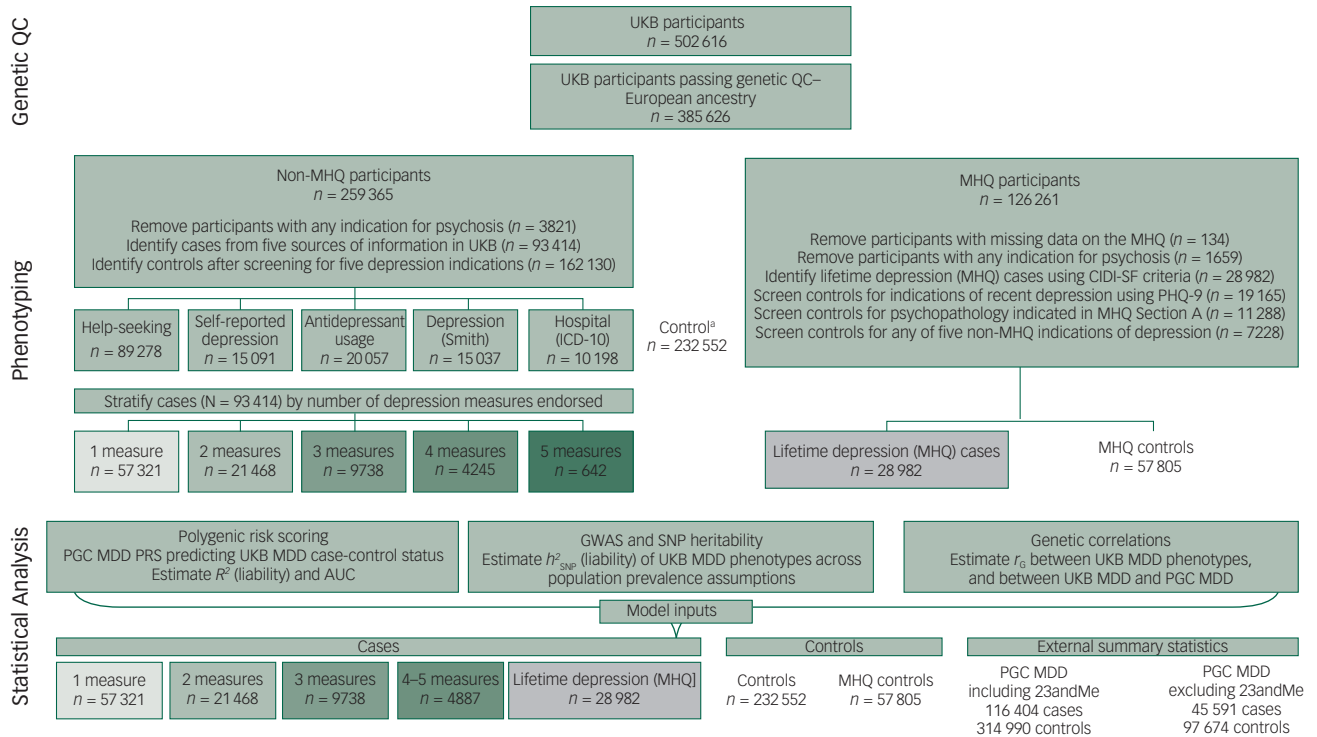 Genetic QC
UKB participants
n = 502 616
UKB participants passing genetic QC–
European ancestry
n = 385 626
Phenotyping
Non-MHQ participants
n = 259 365
Remove participants with any indication for psychosis (n = 3821)
Identify cases from five sources of information in UKB (n = 93 414)
Identify controls after screening for five depression indications (n = 162 130)
Help-seeking
n = 89 278
Self-reported
depression
n = 15 091
Antidepressant
usage
n = 20 057
Depression
(Smith)
n = 15 037
Hospital
(ICD-10)
n = 10 198
Controlᵃ
n = 232 552
Stratify cases (N = 93 414) by number of depression measures endorsed
1 measure
n = 57 321
2 measures
n = 21 468
3 measures
n = 9738
4 measures
n = 4245
5 measures
n = 642
MHQ participants
n = 126 261
Remove participants with missing data on the MHQ (n = 134)
Remove participants with any indication for psychosis (n = 1659)
Identify lifetime depression (MHQ) cases using CIDI-SF criteria (n = 28 982)
Screen controls for indications of recent depression using PHQ-9 (n = 19 165)
Screen controls for psychopathology indicated in MHQ Section A (n = 11 288)
Screen controls for any of five non-MHQ indications of depression (n = 7228)
Lifetime depression (MHQ) cases
n = 28 982
MHQ controls
n = 57 805
Statistical Analysis
Polygenic risk scoring
PGC MDD PRS predicting UKB MDD case-control status
Estimate R² (liability) and AUC
GWAS and SNP heritability
Estimate h²SNP (liability) of UKB MDD phenotypes across
population prevalence assumptions
Genetic correlations
Estimate rG between UKB MDD phenotypes,
and between UKB MDD and PGC MDD
Model inputs
Cases
1 measure
n = 57 321
2 measures
n = 21 468
3 measures
n = 9738
4–5 measures
n = 4887
Lifetime depression (MHQ]
n = 28 982
Controls
Controls
n = 232 552
MHQ controls
n = 57 805
External summary statistics
PGC MDD
including 23andMe
116 404 cases
314 990 controls
PGC MDD
excluding 23andMe
45 591 cases
97 674 controls